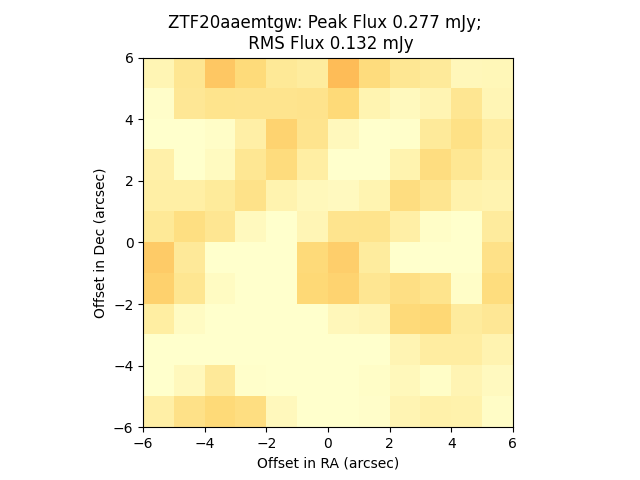 ZTF20aaemtgw: Peak Flux 0.277 mJy;
RMS Flux 0.132 mJy
6
4
2
0
−2
−4
−6
Offset in Dec (arcsec)
−6 −4 −2 0 2 4 6
Offset in RA (arcsec)